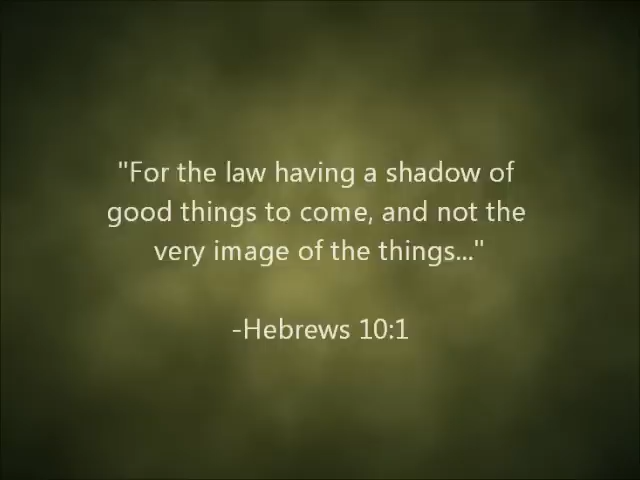 "For the law having a shadow of
good things to come, and not the
very image of the things..."
-Hebrews 10:1